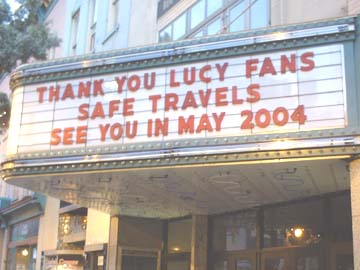 THANK YOU LUCY FANS
SAFE TRAVELS
SEE YOU IN MAY 2004